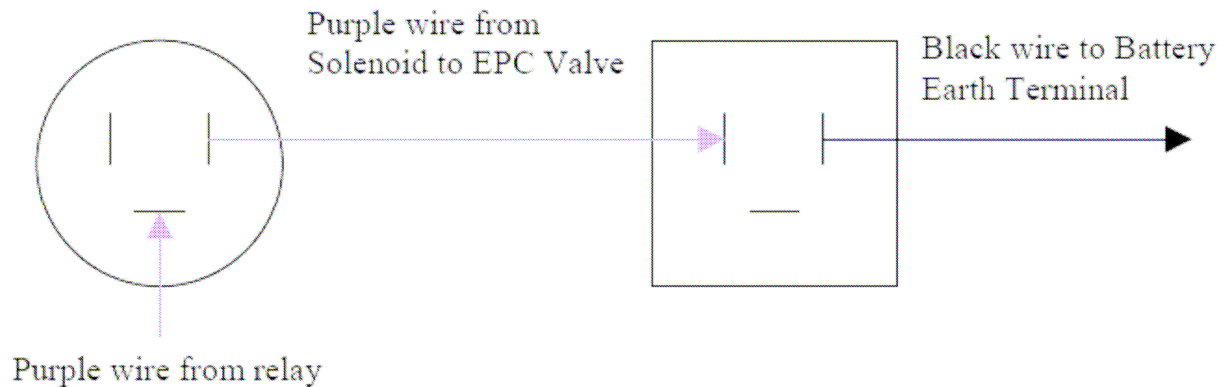 Purple wire from
Solenoid to EPC Valve
Black wire to Battery
Earth Terminal
Purple wire from relay